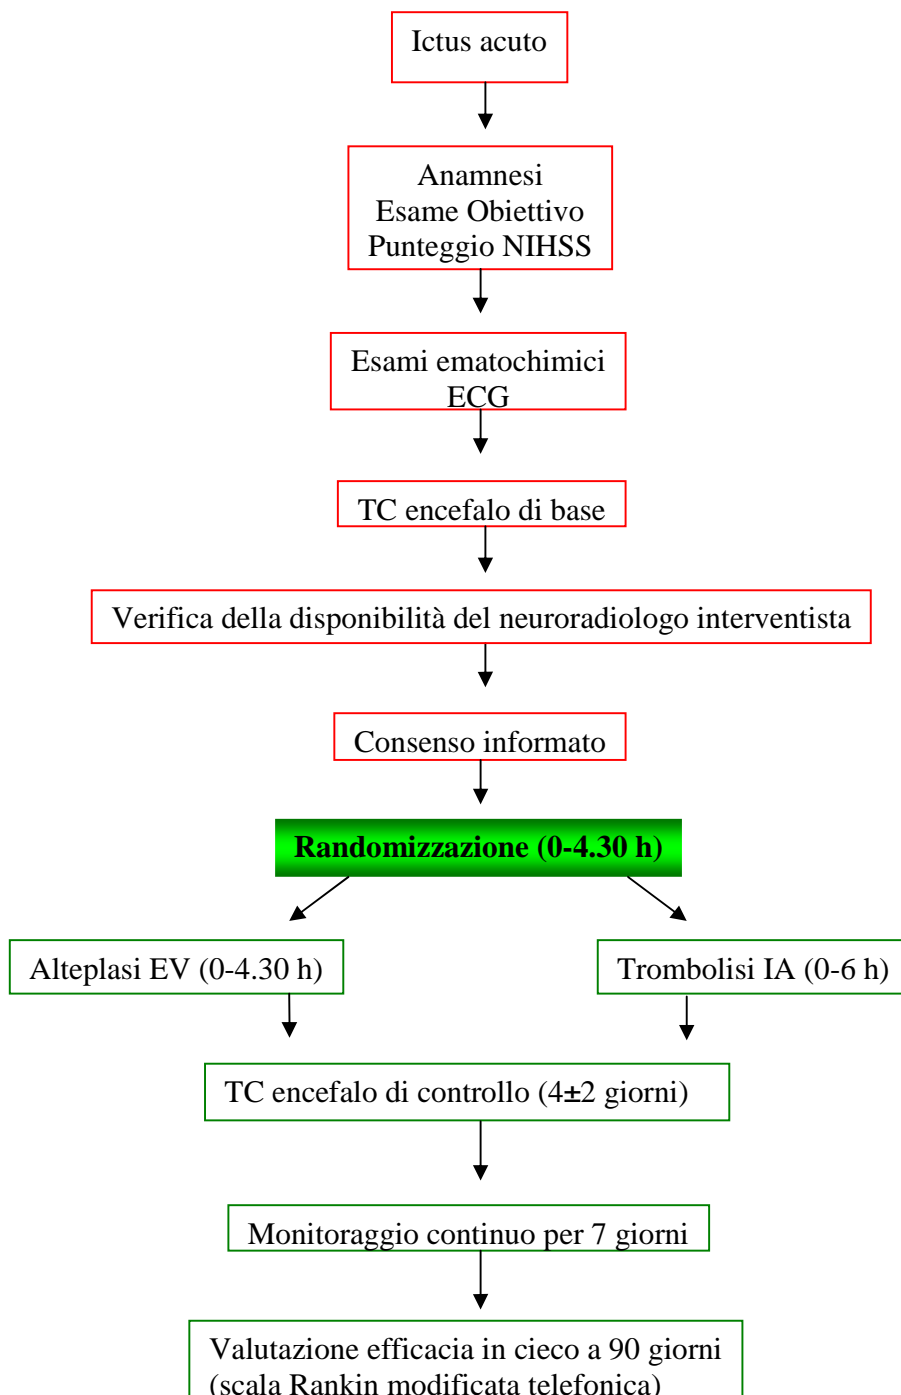 Ictus acuto
Anamnesi
Esame Obiettivo
Punteggio NIHSS
Esami ematochimici
ECG
TC encefalo di base
Verifica della disponibilità del neuroradiologo interventista
Consenso informato
Randomizzazione (0-4.30 h)
Alteplasi EV (0-4.30 h)
Trombolisi IA (0-6 h)
TC encefalo di controllo (4±2 giorni)
Monitoraggio continuo per 7 giorni
Valutazione efficacia in cieco a 90 giorni
(scala Rankin modificata telefonica)